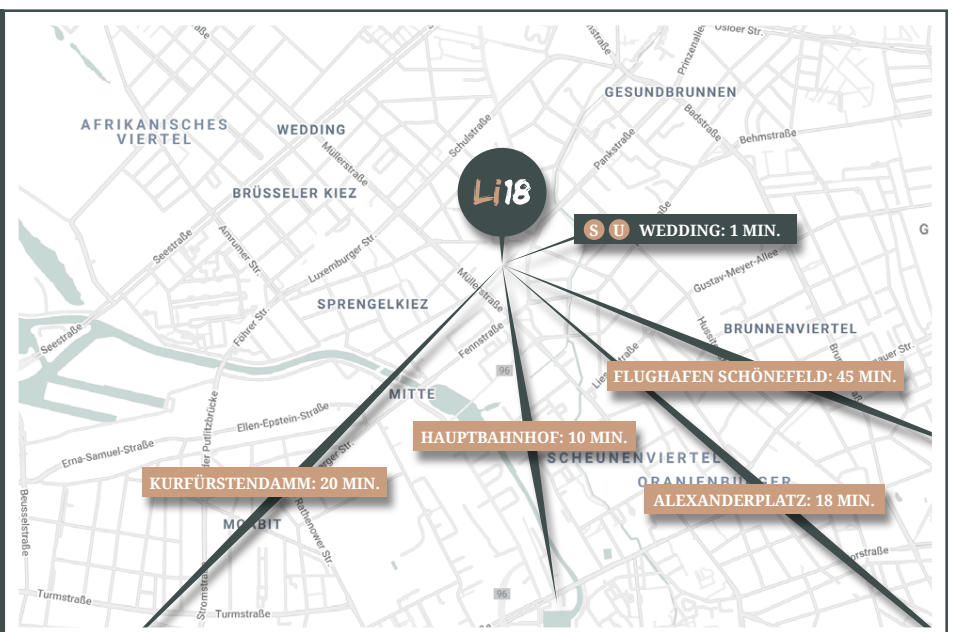 Osloer Str.
Prinzenallee
GESUNDBRUNNEN
AFRIKANISCHES
VIERTEL
WEDDING
Müllerstraße
Schulstraße
Badstraße
Behmstraße
Pankstraße
BRÜSSELER KIEZ
Li18
S U WEDDING: 1 MIN.
G
Seestraße
Amrumer Str.
Luxemburger Str.
Müllerstraße
Gustav-Meyer-Allee
SPRENGELKIEZ
Seestraße
Föhrer Str.
Fennstraße
BRUNNENVIERTEL
96
FLUGHAFEN SCHÖNEFELD: 45 MIN.
MITTE
Ellen-Epstein-Straße
HAUPTBAHNHOF: 10 MIN.
Erna-Samuel-Straße
SCHEUNENVIERTEL
ORANIENBURGER
KURFÜRSTENDAMM: 20 MIN.
ALEXANDERPLATZ: 18 MIN.
Beusselstraße
MOABIT
Rathenower Str.
Stromstraße
96
Turmstraße
Turmstraße